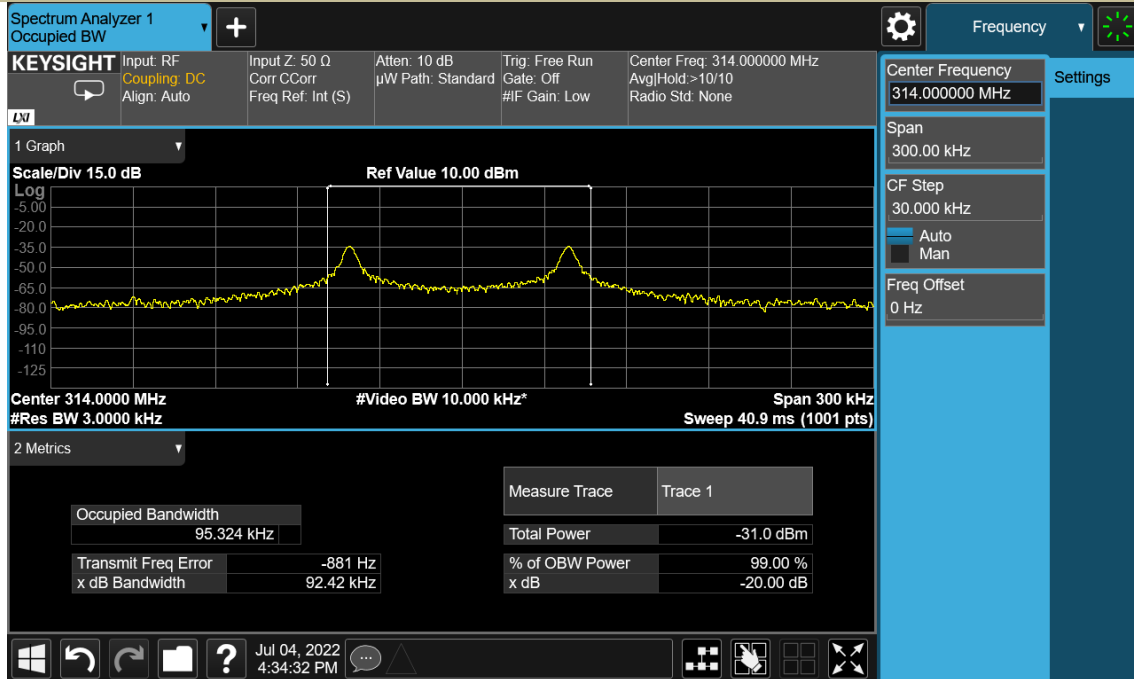 Spectrum Analyzer 1
Occupied BW
Frequency
KEYSIGHT
LXI
Input: RF
Coupling: DC
Align: Auto
Input Z: 50 Ω
Corr CCorr
Freq Ref: Int (S)
Atten: 10 dB
µW Path: Standard
Trig: Free Run
Gate: Off
#IF Gain: Low
Center Freq: 314.000000 MHz
Avg|Hold:>10/10
Radio Std: None
1 Graph
Scale/Div 15.0 dB
Ref Value 10.00 dBm
Log
-5.00
-20.0
-35.0
-50.0
-65.0
-80.0
-95.0
-110
-125
Center 314.0000 MHz
#Video BW 10.000 kHz*
Span 300 kHz
#Res BW 3.0000 kHz
Sweep 40.9 ms (1001 pts)
2 Metrics
Measure Trace Trace 1
Occupied Bandwidth
95.324 kHz
Total Power -31.0 dBm
Transmit Freq Error -881 Hz
% of OBW Power 99.00 %
x dB Bandwidth 92.42 kHz
x dB -20.00 dB
Center Frequency
314.000000 MHz
Settings
Span
300.00 kHz
CF Step
30.000 kHz
Auto
Man
Freq Offset
0 Hz
?
Jul 04, 2022
4:34:32 PM